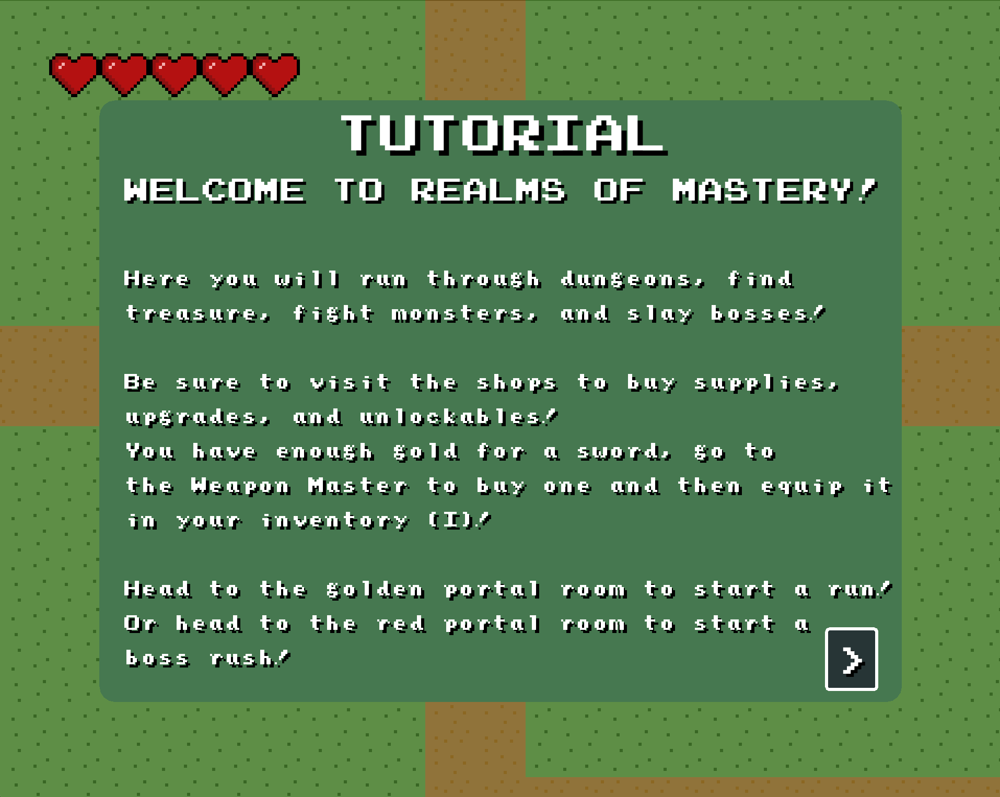 TUTORIAL
WELCOME TO REALMS OF MASTERY!
Here you will run through dungeons, find
treasure, fight monsters, and slay bosses!
Be sure to visit the shops to buy supplies,
upgrades, and unlockables!
You have enough gold for a sword, go to
the Weapon Master to buy one and then equip it
in your inventory (I)!
Head to the golden portal room to start a run!
Or head to the red portal room to start a
boss rush!
>